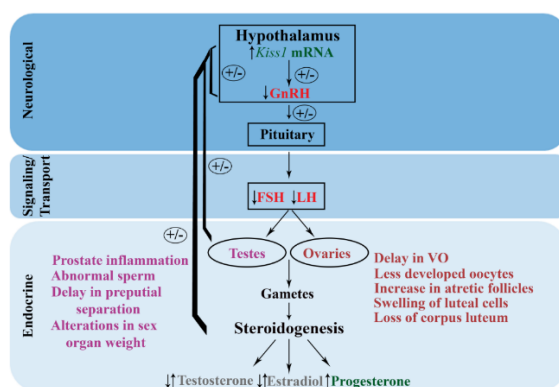 Neurological
Hypothalamus
↑Kiss1 mRNA
+/-
↓GnRH
+/-
Pituitary
+/-
Signaling/
Transport
↓FSH ↓LH
+/-
Endocrine
Prostate inflammation
Abnormal sperm
Delay in preputial
separation
Alterations in sex
organ weight
Testes
Ovaries
Delay in VO
Less developed oocytes
Increase in atretic follicles
Swelling of luteal cells
Loss of corpus luteum
Gametes
Steroidogenesis
↓↑Testosterone ↓↑Estradiol ↑Progesterone
+/-